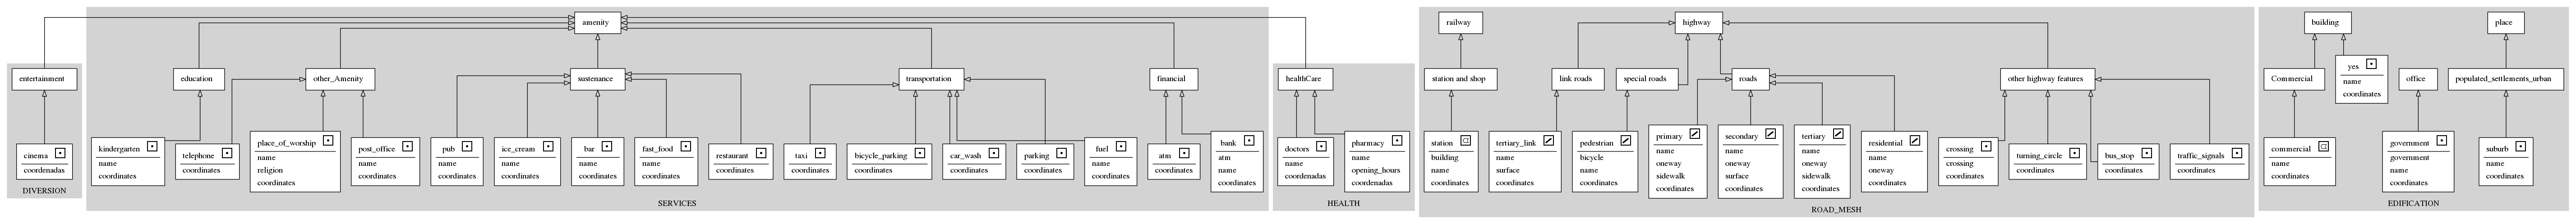 amenity
railway
highway
building
place
entertainment
education
other_Amenity
sustenance
transportation
financial
healthCare
station and shop
link roads
special roads
roads
other highway features
Commercial
yes
name
coordinates
office
populated_settlements_urban
cinema
coordenadas
DIVERSION
kindergarten
name
coordinates
telephone
coordinates
place_of_worship
name
religion
coordinates
post_office
name
coordinates
pub
name
coordinates
ice_cream
name
coordinates
bar
name
coordinates
fast_food
name
coordinates
restaurant
coordinates
taxi
coordinates
bicycle_parking
coordinates
car_wash
coordinates
parking
coordinates
fuel
name
coordinates
atm
coordinates
bank
atm
name
coordinates
SERVICES
doctors
name
coordenadas
pharmacy
name
opening_hours
coordenadas
HEALTH
station
building
name
coordinates
tertiary_link
name
surface
coordinates
pedestrian
bicycle
name
coordinates
primary
name
oneway
sidewalk
coordinates
secondary
name
oneway
surface
coordinates
tertiary
name
oneway
sidewalk
coordinates
residential
name
oneway
coordinates
crossing
crossing
coordinates
turning_circle
coordinates
bus_stop
coordinates
traffic_signals
coordinates
ROAD_MESH
commercial
name
coordinates
government
government
name
coordinates
suburb
name
coordinates
EDIFICATION